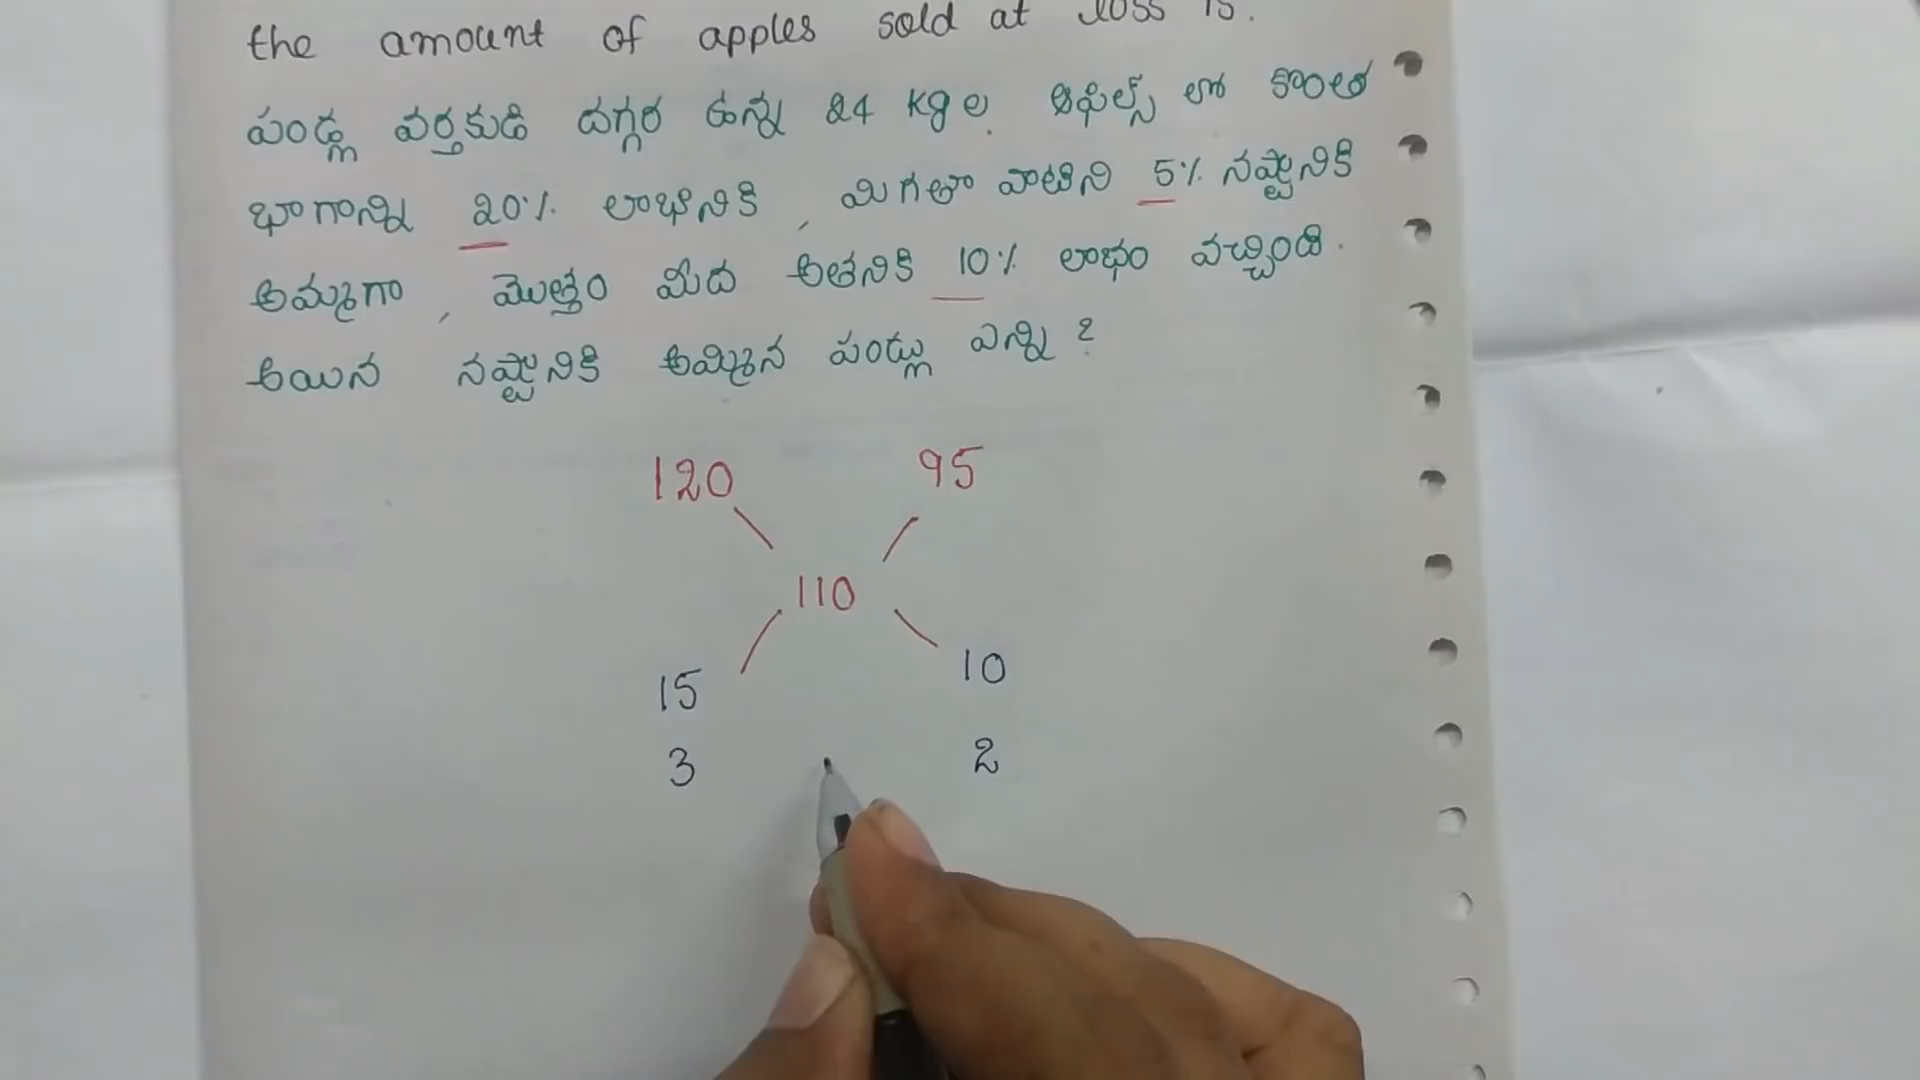 the amount of apples sold at loss is.
పండ్ల వర్తకుడి దగ్గర ఉన్న 24 kg ల ఆఫిల్స్ లో కొంత
భాగాన్ని 20% లాభానికి, మిగతా వాటిని 5% నష్టానికి
అమ్మగా, మొత్తం మీద అతనికి 10% లాభం వచ్చింది.
అయిన నష్టానికి అమ్మిన పండ్లు ఎన్ని?
120 95
110
15 10
3 2